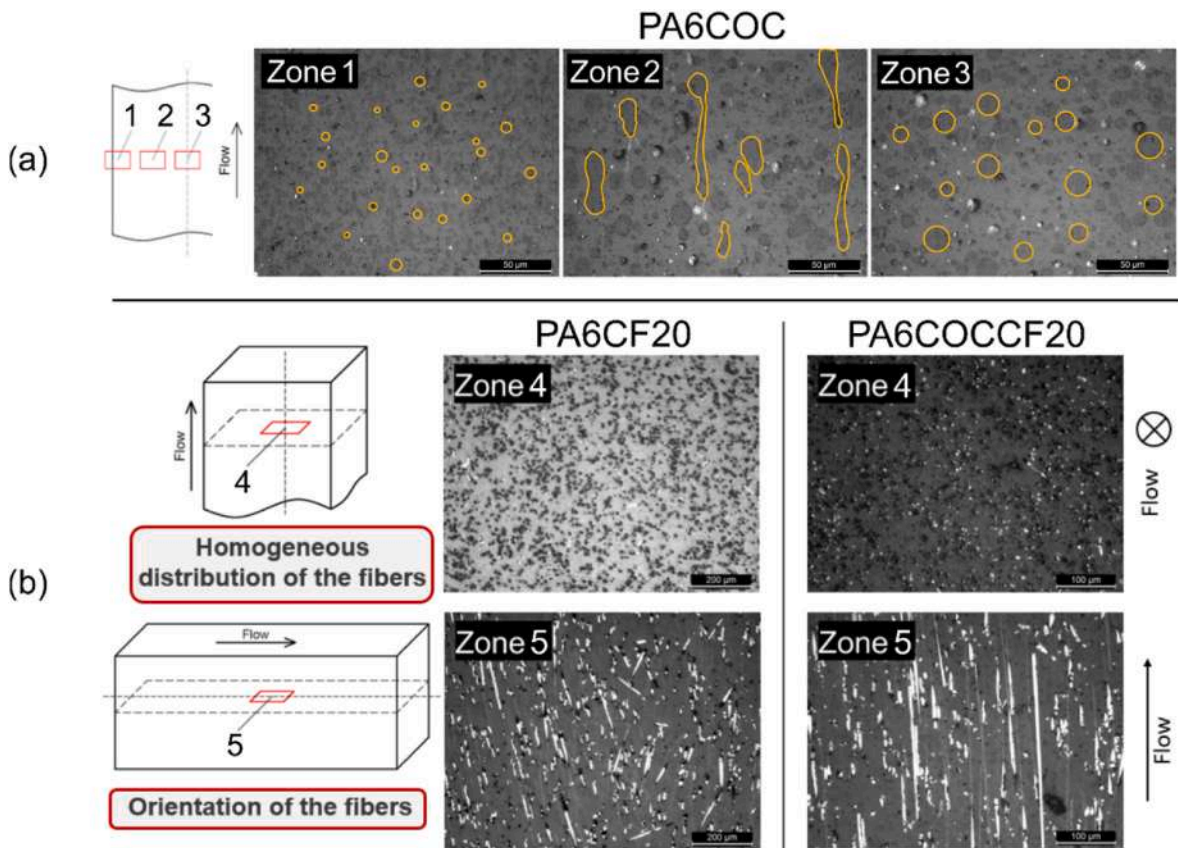 PA6COC
(a)
1 2 3
Flow
Zone 1
50 µm
Zone 2
50 µm
Zone 3
50 µm
(b)
PA6CF20
PA6COCCF20
Flow
4
Homogeneous
distribution of the fibers
Zone 4
200 µm
Zone 4
100 µm
Flow
Flow
5
Orientation of the fibers
Zone 5
200 µm
Zone 5
100 µm
Flow